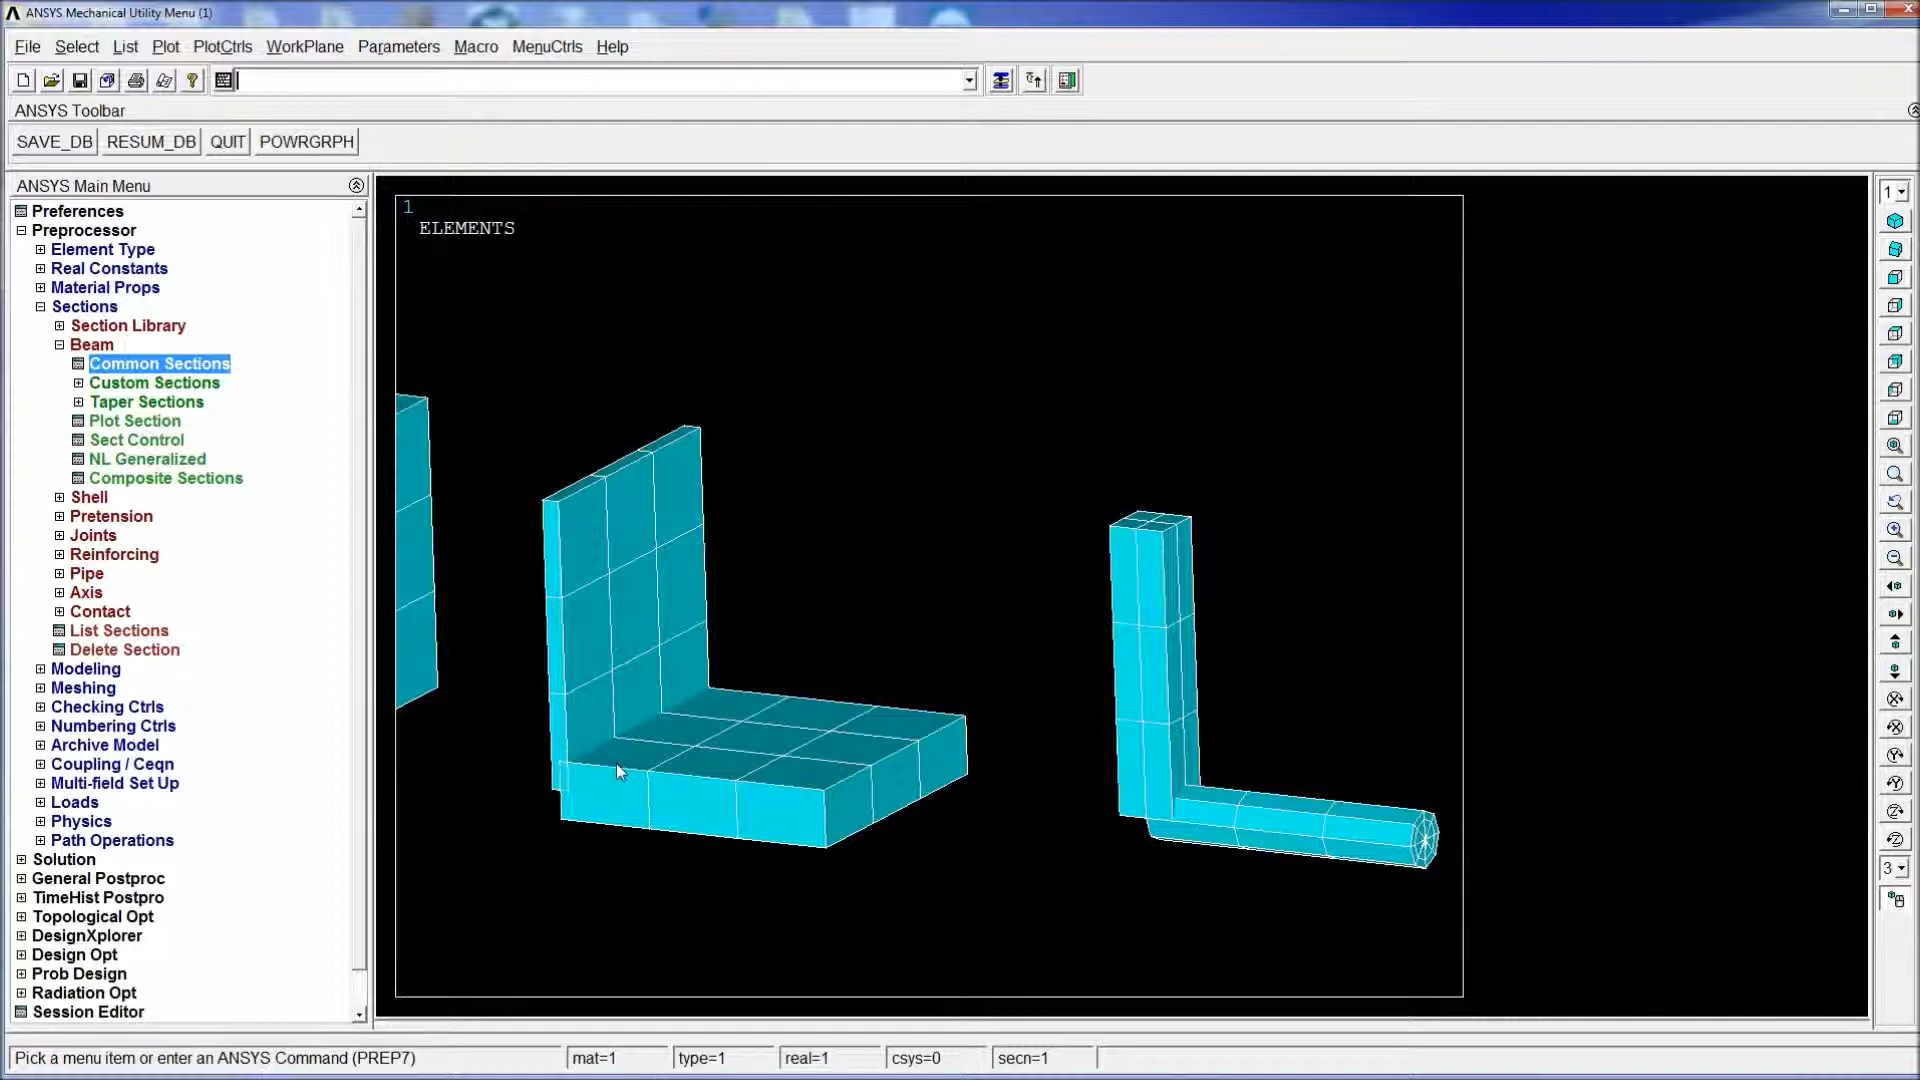 ANSYS Mechanical Utility Menu (1)
File Select List Plot PlotCtrls WorkPlane Parameters Macro MenuCtrls Help
ANSYS Toolbar
SAVE_DB RESUM_DB QUIT POWRGRPH
ANSYS Main Menu
Preferences
Preprocessor
Element Type
Real Constants
Material Props
Sections
Section Library
Beam
Common Sections
Custom Sections
Taper Sections
Plot Section
Sect Control
NL Generalized
Composite Sections
Shell
Pretension
Joints
Reinforcing
Pipe
Axis
Contact
List Sections
Delete Section
Modeling
Meshing
Checking Ctrls
Numbering Ctrls
Archive Model
Coupling / Ceqn
Multi-field Set Up
Loads
Physics
Path Operations
Solution
General Postproc
TimeHist Postpro
Topological Opt
DesignXplorer
Design Opt
Prob Design
Radiation Opt
Session Editor
1
ELEMENTS
1
3
Pick a menu item or enter an ANSYS Command (PREP7) mat=1 type=1 real=1 csys=0 secn=1